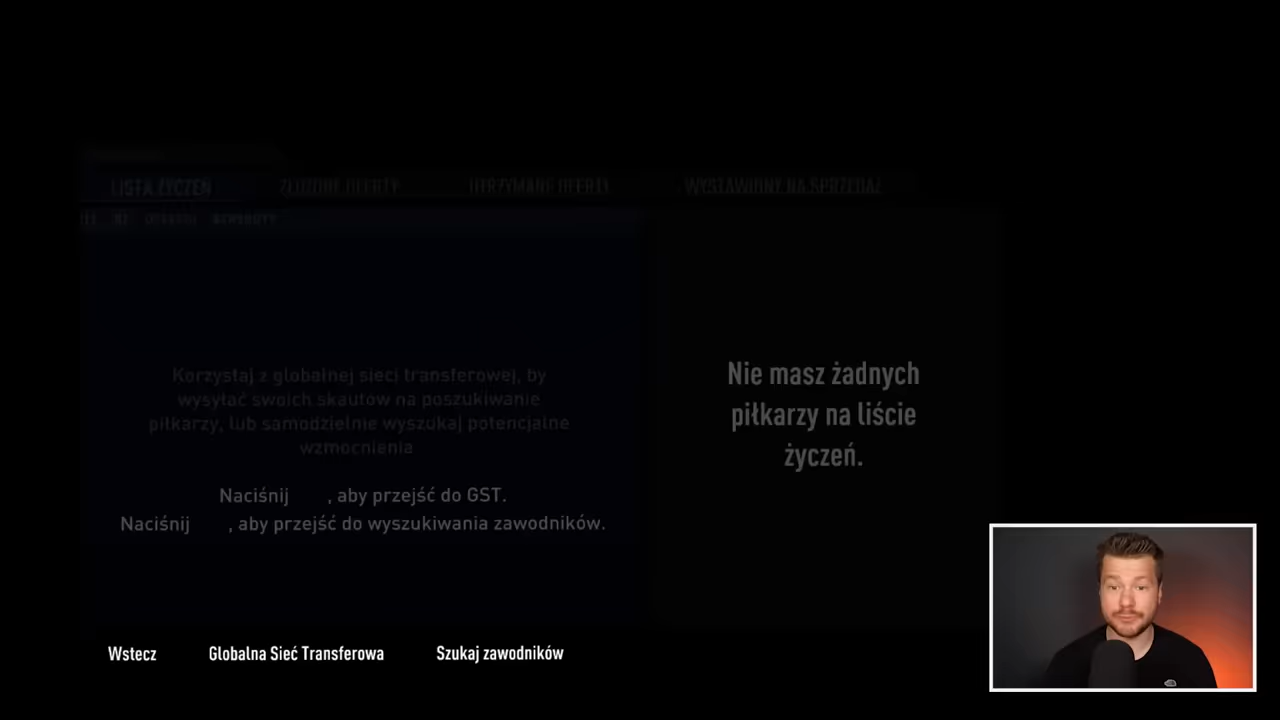 LISTA ŻYCZEŃ ZŁOŻONE OFERTY OTRZYMANE OFERTY WYSTAWIONY NA SPRZEDAŻ
Korzystaj z globalnej sieci transferowej, by
wysyłać swoich skautów na poszukiwanie
piłkarzy, lub samodzielnie wyszukaj potencjalne
wzmocnienia
Naciśnij , aby przejść do GST.
Naciśnij , aby przejść do wyszukiwania zawodników.
Nie masz żadnych
piłkarzy na liście
życzeń.
Wstecz Globalna Sieć Transferowa Szukaj zawodników